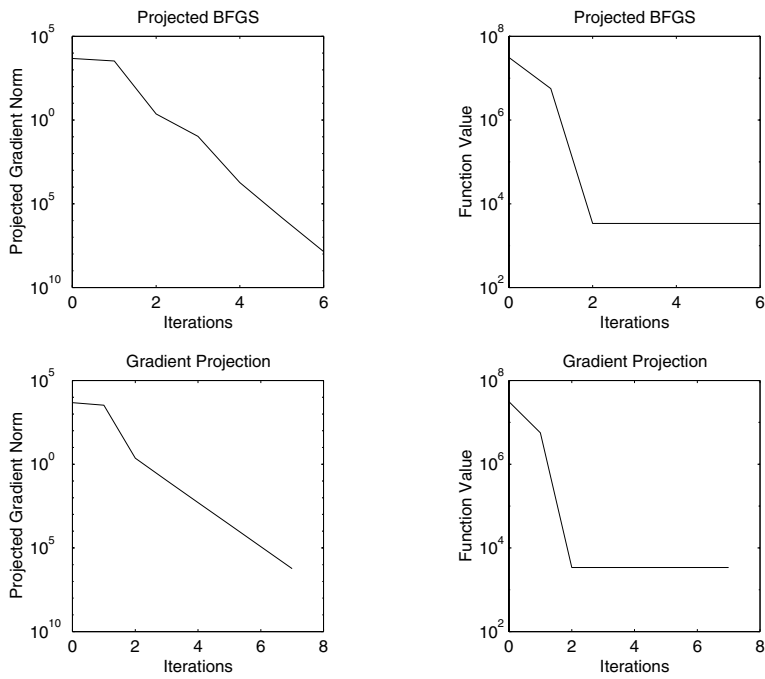 Projected BFGS
Projected Gradient Norm
10^5
10^0
10^5
10^10
0 2 4 6
Iterations
Projected BFGS
Function Value
10^8
10^6
10^4
10^2
0 2 4 6
Iterations
Gradient Projection
Projected Gradient Norm
10^5
10^0
10^5
10^10
0 2 4 6 8
Iterations
Gradient Projection
Function Value
10^8
10^6
10^4
10^2
0 2 4 6 8
Iterations